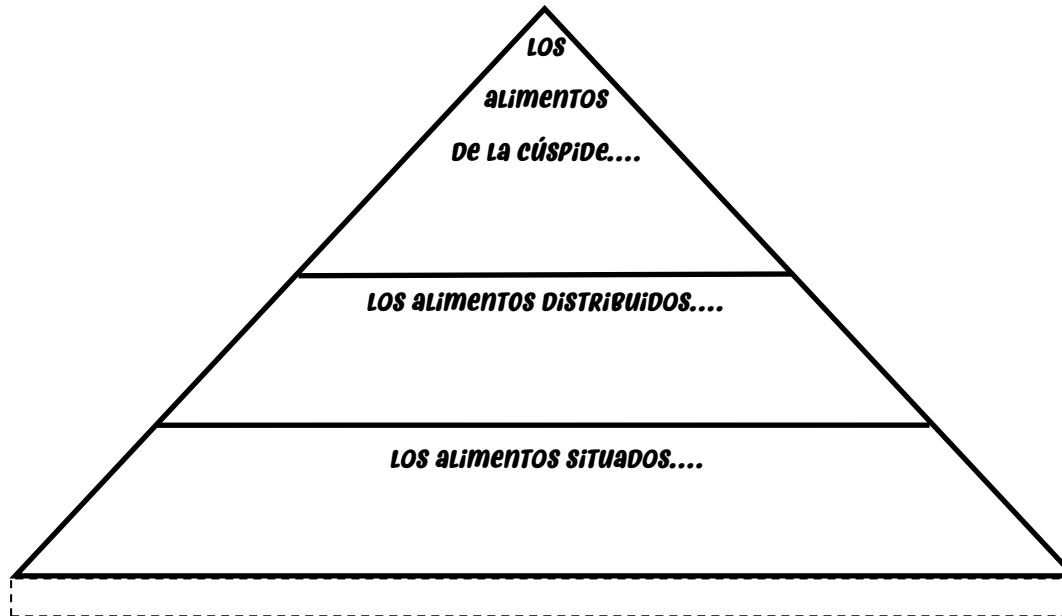 Los
alimentos
de la cúspide....
Los alimentos distribuidos....
Los alimentos situados....